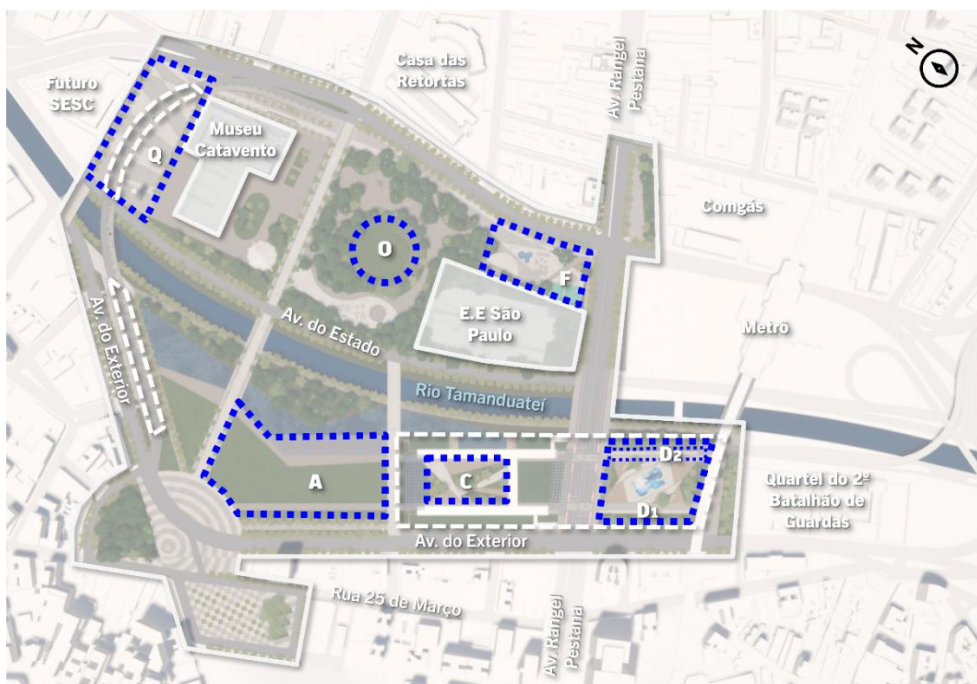 N
Casa das
Retortas
Av. Rangel
Pestana
Futuro
SESC
Museu
Catavento
Q
Comgás
O
F
E.E São
Paulo
Metrô
Av. do Exterior
Av. do Estado
Rio Tamanduateí
D2
A
C
Quartel do 2º
Batalhão de
Guardas
D1
Av. do Exterior
Rua 25 de Março
Av. Rangel
Pestana